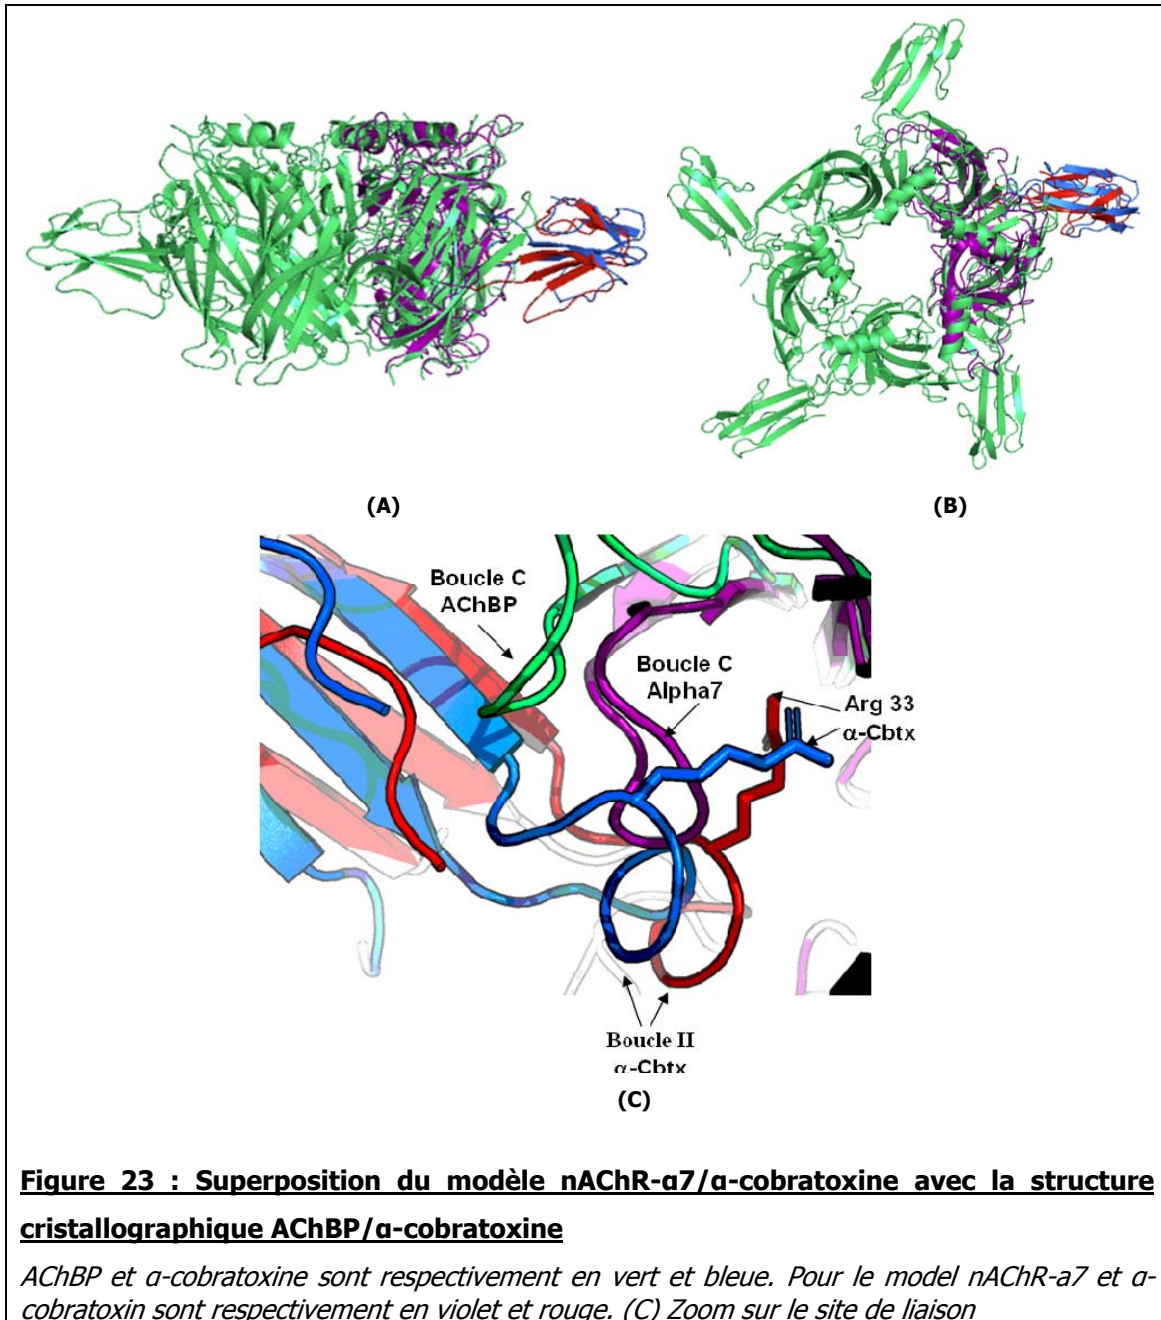 (A)
(B)
Boucle C
AChBP
Boucle C
Alpha7
Arg 33
α-Cbtx
Boucle II
α-Cbtx
(C)
Figure 23 : Superposition du modèle nAChR-α7/α-cobratoxine avec la structure
cristallographique AChBP/α-cobratoxine
AChBP et α-cobratoxine sont respectivement en vert et bleue. Pour le model nAChR-a7 et α-
cobratoxin sont respectivement en violet et rouge. (C) Zoom sur le site de liaison